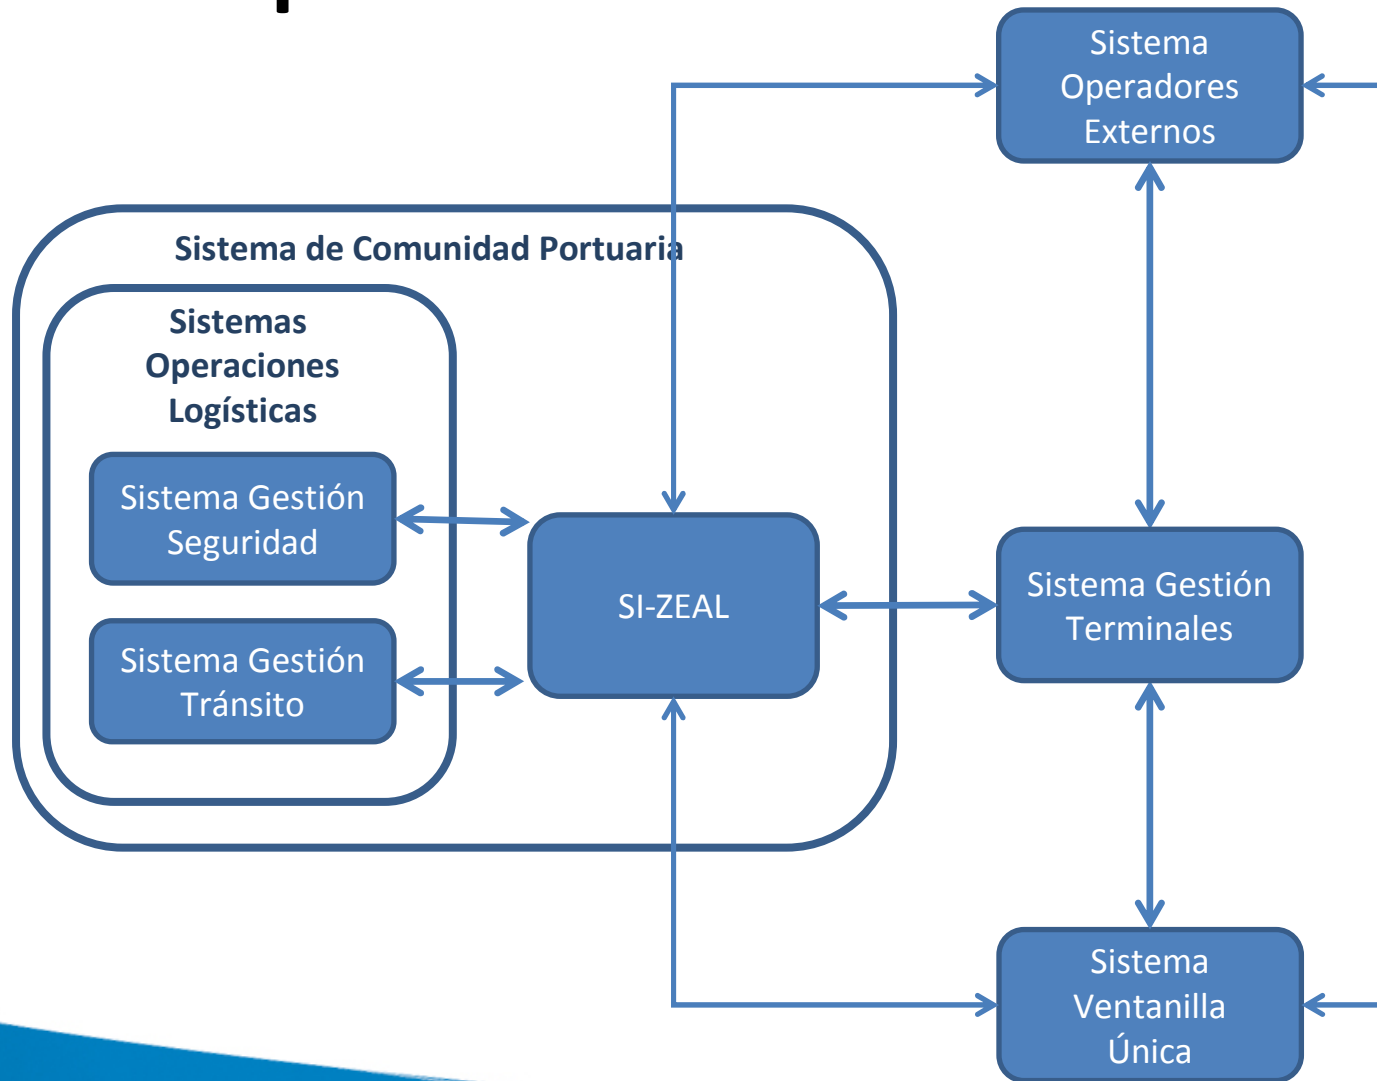 Sistema
Operadores
Externos
Sistema de Comunidad Portuaria
Sistemas
Operaciones
Logísticas
Sistema Gestión
Seguridad
SI-ZEAL
Sistema Gestión
Terminales
Sistema Gestión
Tránsito
Sistema
Ventanilla
Única